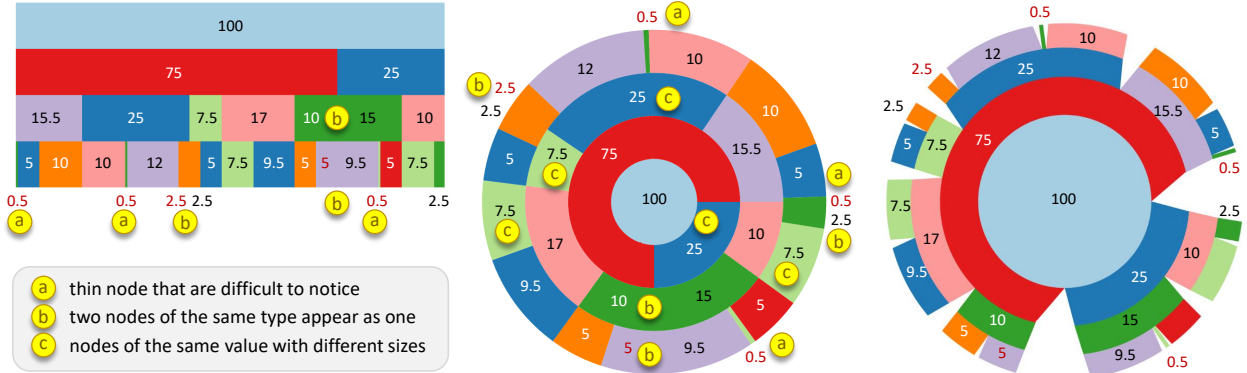 100
75 25
15.5 25 7.5 17 10 b 15 10
5 10 10 12 5 7.5 9.5 5 5 9.5 5 7.5
0.5 0.5 2.5 2.5 0.5 2.5
a a b b a
a thin node that are difficult to notice
b two nodes of the same type appear as one
c nodes of the same value with different sizes
0.5 a
12 10
b 2.5 25 c 10
2.5
75
5 7.5 15.5 5
c a
100 0.5
7.5 c 2.5
c 17 25 10 b
7.5
c
9.5 10 15
b 5
5 5 b 9.5 0.5 a
0.5
12 10
2.5 25 10
2.5 75 15.5
5 7.5 5
0.5
100
7.5 2.5
17 25 10
9.5
10 15
5 5 9.5 0.5